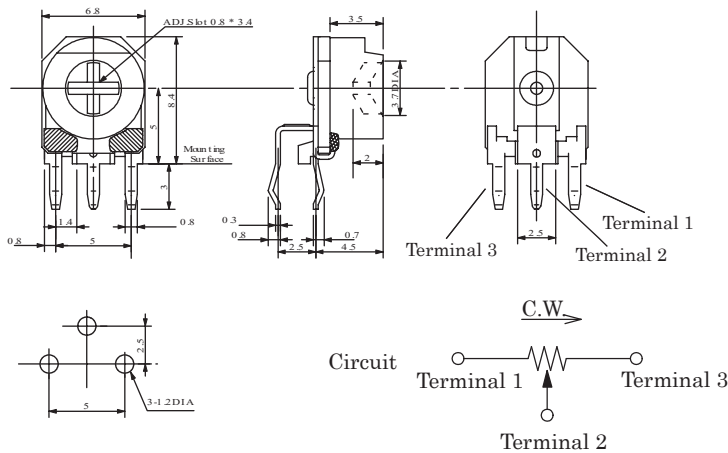 6.8
ADJ.Slot 0.8 * 3.4
8.4
5
Mounting
Surface
3
1.4
0.8
0.8
5
3.5
3.7DIA
2
0.3
0.8
0.7
2.5
4.5
Terminal 3
2.5
Terminal 1
Terminal 2
2.5
5
3-1.2DIA
C.W.
Circuit
Terminal 1
Terminal 3
Terminal 2